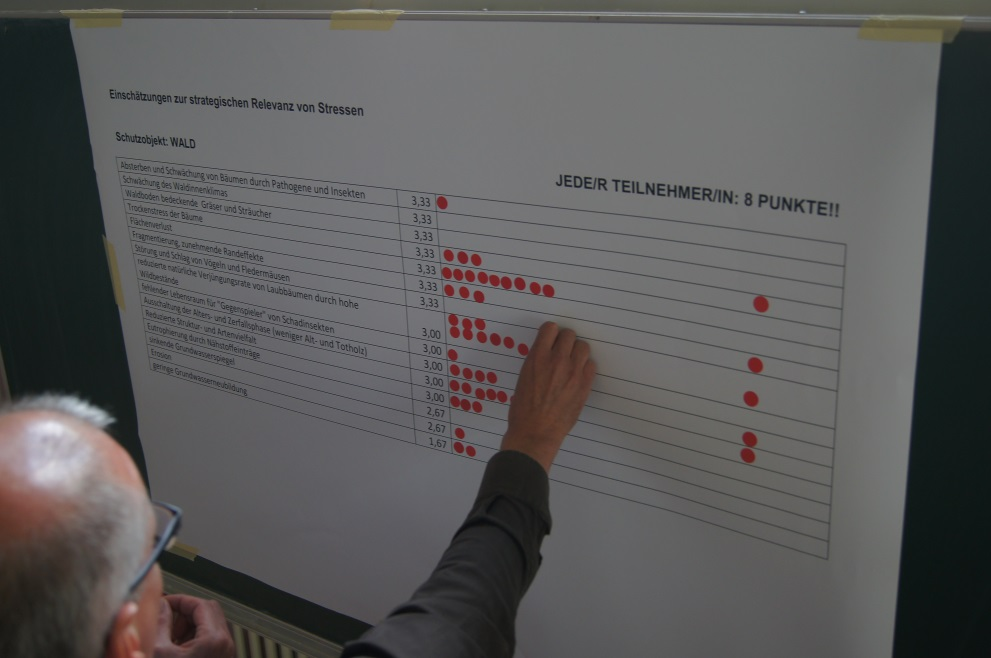 Einschätzungen zur strategischen Relevanz von Stressen
Schutzobjekt: WALD
JEDE/R TEILNEHMER/IN: 8 PUNKTE!!
Absterben und Schwächung von Bäumen durch Pathogene und Insekten 3,33
Schwächung des Waldinnenklimas 3,33
Waldboden bedeckende Gräser und Sträucher 3,33
Trockenstress der Bäume 3,33
Flächenverlust 3,33
Fragmentierung, zunehmende Randeffekte 3,33
Störung und Schlag von Vögeln und Fledermäusen 3,33
reduzierte natürliche Verjüngungsrate von Laubbäumen durch hohe
Wildbestände 3,00
fehlender Lebensraum für "Gegenspieler" von Schadinsekten 3,00
Ausschaltung der Alters- und Zerfallsphase (weniger Alt- und Totholz) 3,00
Reduzierte Struktur- und Artenvielfalt 3,00
Eutrophierung durch Nährstoffeinträge 3,00
sinkende Grundwasserspiegel 2,67
Erosion 2,67
geringe Grundwasserneubildung 1,67